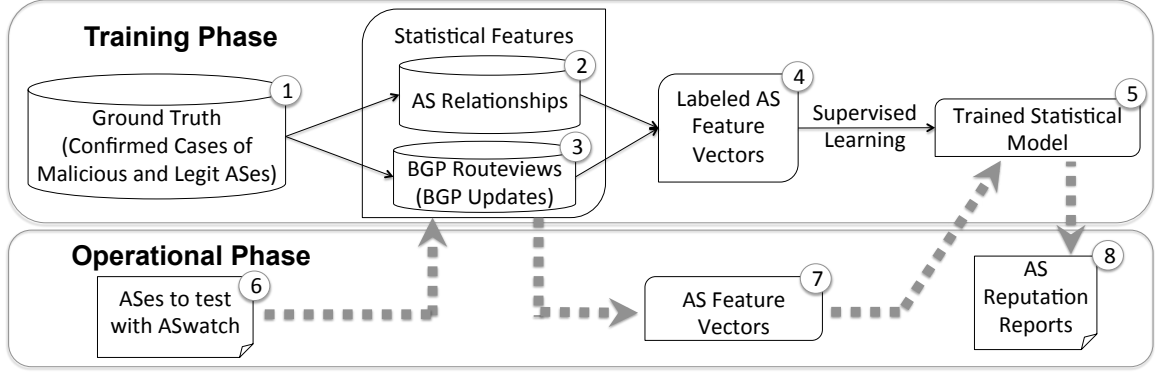 Training Phase
1
Ground Truth
(Confirmed Cases of
Malicious and Legit ASes)
Statistical Features
2
AS Relationships
3
BGP Routeviews
(BGP Updates)
4
Labeled AS
Feature
Vectors
Supervised
Learning
5
Trained Statistical
Model
Operational Phase
6
ASes to test
with ASwatch
7
AS Feature
Vectors
8
AS
Reputation
Reports